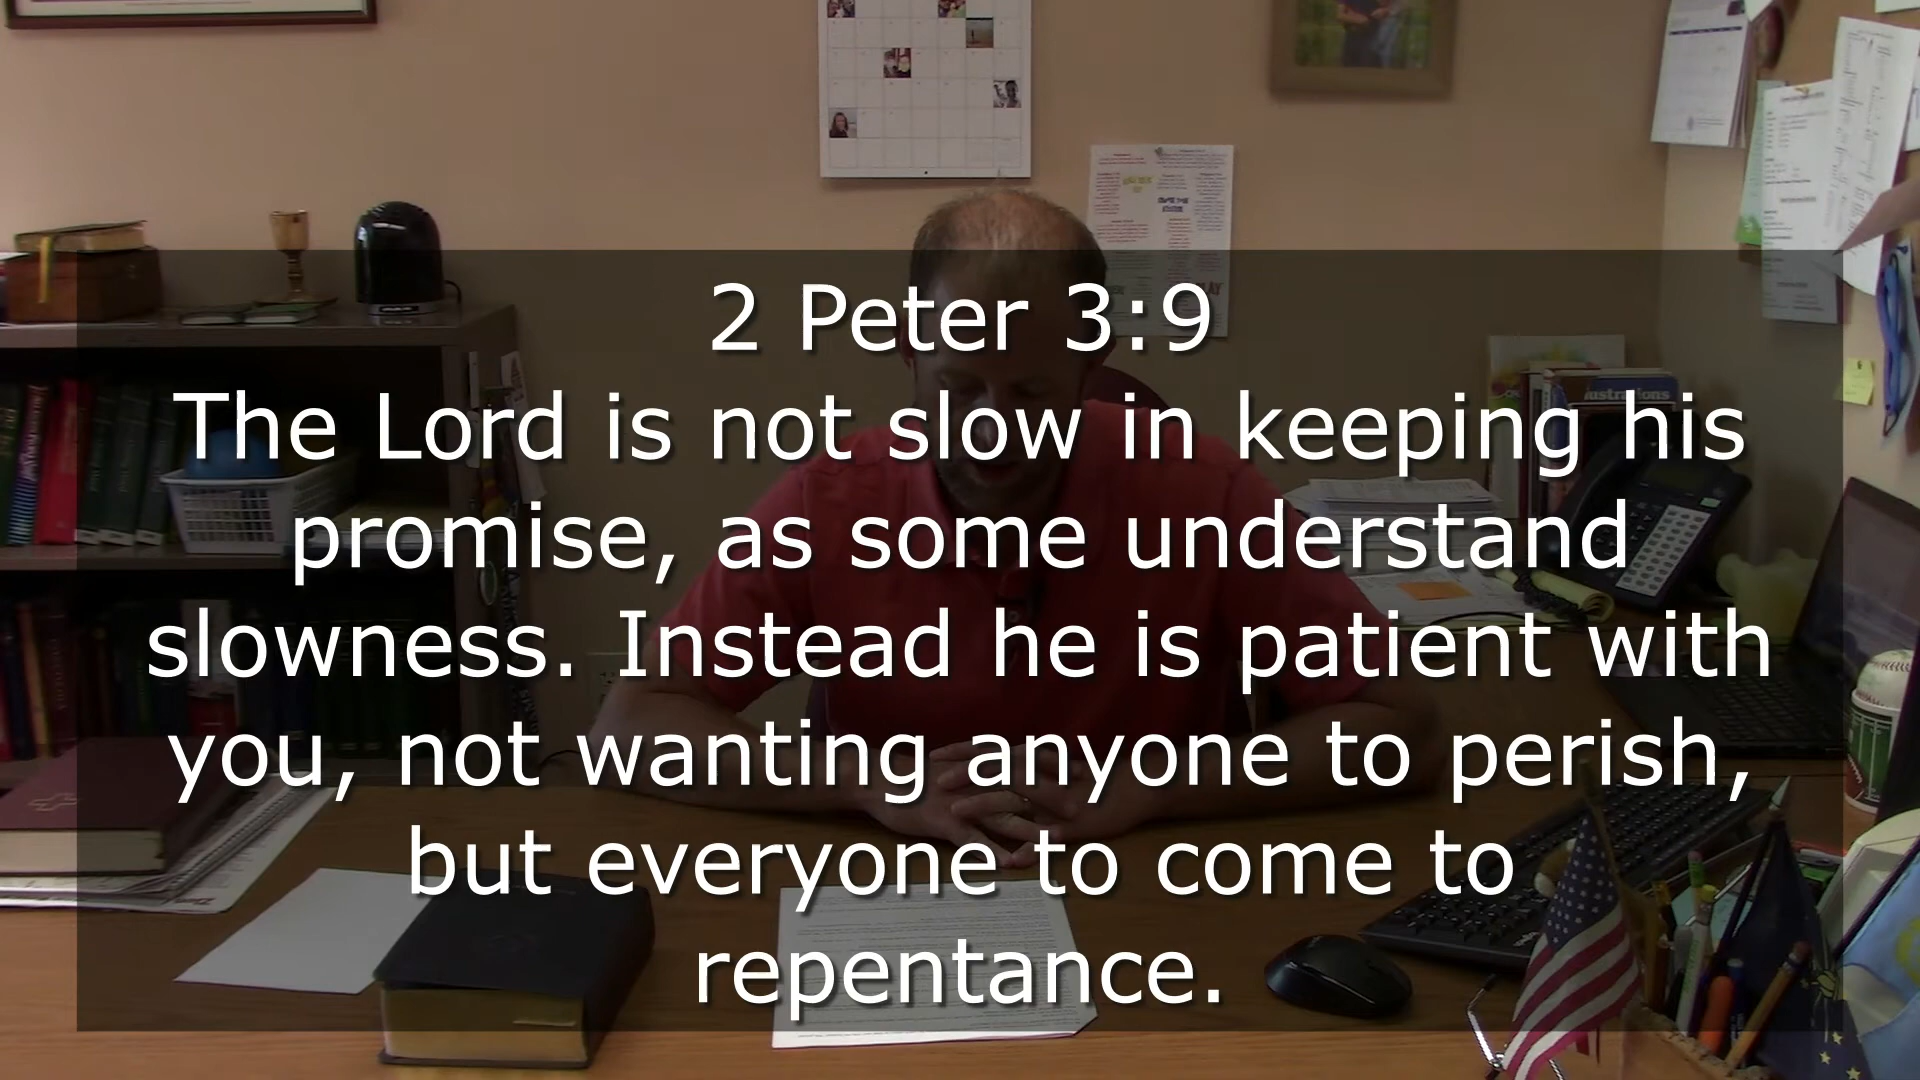 2 Peter 3:9
The Lord is not slow in keeping his
promise, as some understand
slowness. Instead he is patient with
you, not wanting anyone to perish,
but everyone to come to
repentance.